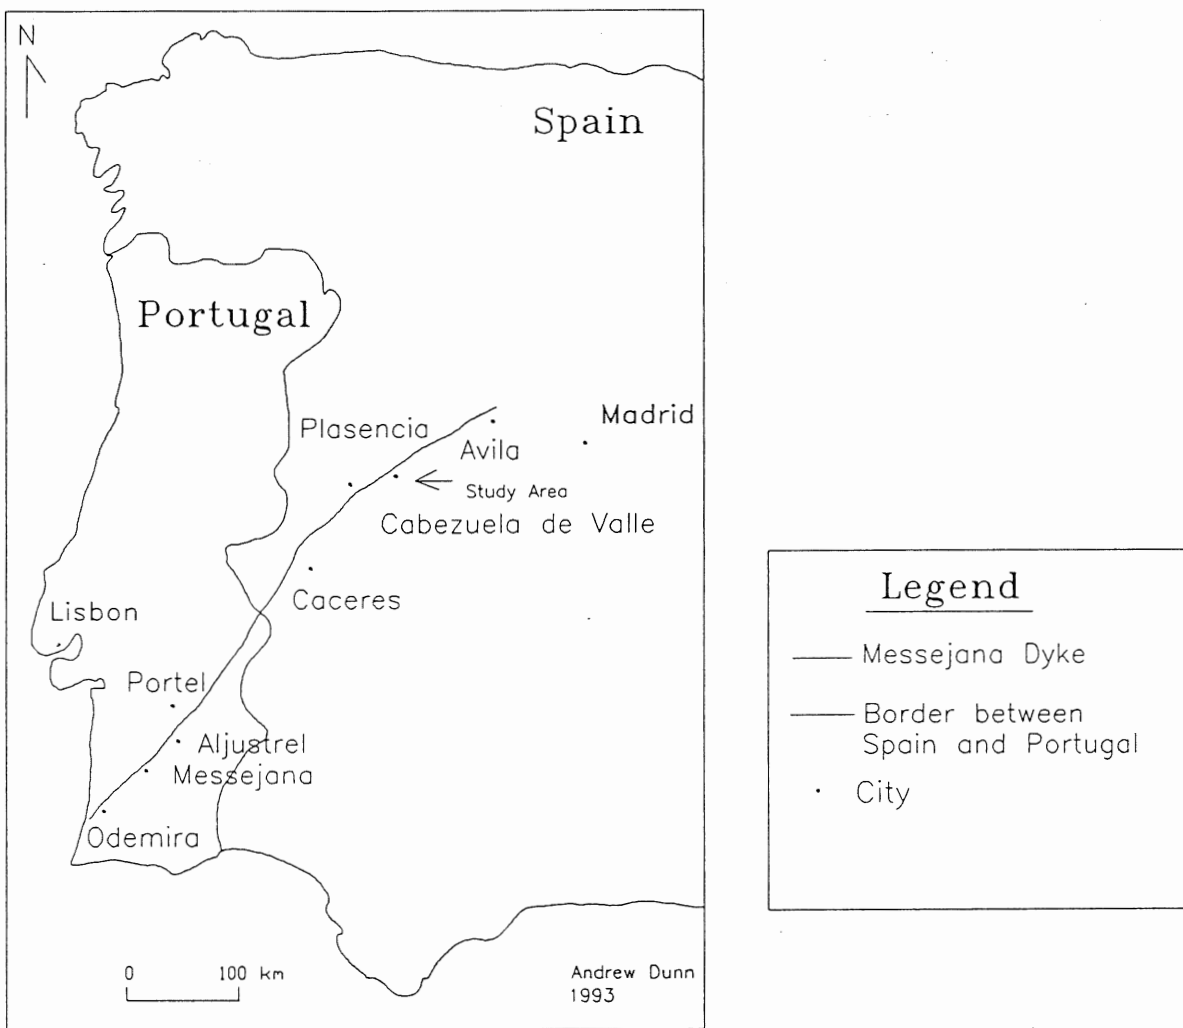 N
Spain
Portugal
Madrid
Plasencia
Avila
Study Area
Cabezuela de Valle
Caceres
Lisbon
Portel
Aljustrel
Messejana
Odemira
0 100 km
Andrew Dunn
1993
Legend
Messejana Dyke
Border between
Spain and Portugal
City